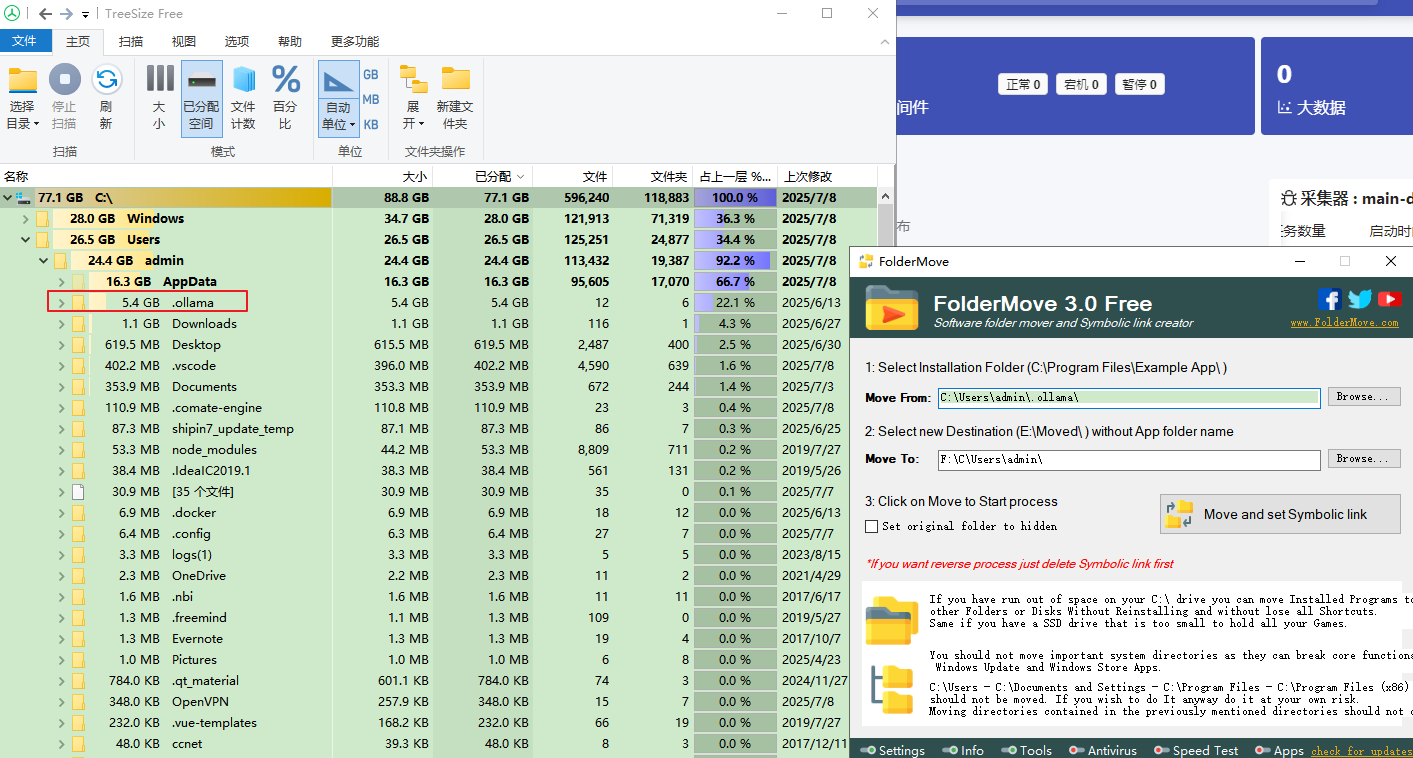 TreeSize Free
文件 主页 扫描 视图 选项 帮助 更多功能
选择目录 停止扫描 刷新 大小 已分配空间 文件计数 百分比 自动单位 GB MB KB 展开 新建文件夹
扫描 模式 单位 文件夹操作
名称 大小 已分配 文件 文件夹 占上一层 %... 上次修改
77.1 GB C:\ 88.8 GB 77.1 GB 596,240 118,883 100.0 % 2025/7/8
28.0 GB Windows 34.7 GB 28.0 GB 121,913 71,319 36.3 % 2025/7/8
26.5 GB Users 26.5 GB 26.5 GB 125,251 24,877 34.4 % 2025/7/8
24.4 GB admin 24.4 GB 24.4 GB 113,432 19,387 92.2 % 2025/7/8
16.3 GB AppData 16.3 GB 16.3 GB 95,605 17,070 66.7 % 2025/7/8
5.4 GB .ollama 5.4 GB 5.4 GB 12 6 22.1 % 2025/6/13
1.1 GB Downloads 1.1 GB 1.1 GB 116 1 4.3 % 2025/6/27
619.5 MB Desktop 615.5 MB 619.5 MB 2,487 400 2.5 % 2025/6/30
402.2 MB .vscode 396.0 MB 402.2 MB 4,590 639 1.6 % 2025/7/8
353.9 MB Documents 353.3 MB 353.9 MB 672 244 1.4 % 2025/7/3
110.9 MB .comate-engine 110.8 MB 110.9 MB 23 3 0.4 % 2025/7/8
87.3 MB shipin7_update_temp 87.1 MB 87.3 MB 86 7 0.3 % 2025/6/25
53.3 MB node_modules 44.2 MB 53.3 MB 8,809 711 0.2 % 2019/7/27
38.4 MB .IdeaIC2019.1 38.3 MB 38.4 MB 561 131 0.2 % 2019/5/26
30.9 MB [35 个文件] 30.9 MB 30.9 MB 35 0 0.1 % 2025/7/7
6.9 MB .docker 6.9 MB 6.9 MB 18 12 0.0 % 2025/6/13
6.4 MB .config 6.3 MB 6.4 MB 27 7 0.0 % 2025/7/8
3.3 MB logs(1) 3.3 MB 3.3 MB 5 5 0.0 % 2023/8/15
2.3 MB OneDrive 2.2 MB 2.3 MB 11 2 0.0 % 2021/4/29
1.6 MB .nbi 1.6 MB 1.6 MB 11 11 0.0 % 2017/6/17
1.3 MB .freemind 1.1 MB 1.3 MB 109 0 0.0 % 2019/5/27
1.3 MB Evernote 1.3 MB 1.3 MB 19 4 0.0 % 2017/10/7
1.0 MB Pictures 1.0 MB 1.0 MB 6 8 0.0 % 2025/4/23
784.0 KB .qt_material 601.1 KB 784.0 KB 74 3 0.0 % 2024/11/27
348.0 KB OpenVPN 257.9 KB 348.0 KB 15 7 0.0 % 2025/7/8
232.0 KB .vue-templates 168.2 KB 232.0 KB 66 19 0.0 % 2019/7/27
48.0 KB ccnet 39.3 KB 48.0 KB 8 3 0.0 % 2017/12/11
正常 0 宕机 0 暂停 0
间件
0
大数据
采集器 : main-d
务数量 启动时
布
FolderMove
FolderMove 3.0 Free
Software folder mover and Symbolic link creator
www.FolderMove.com
1: Select Installation Folder (C:\Program Files\Example App\ )
Move From: C:\Users\admin\.ollama\ Browse...
2: Select new Destination (E:\Moved\ ) without App folder name
Move To: F:\C\Users\admin\ Browse...
3: Click on Move to Start process
Set original folder to hidden
Move and set Symbolic link
*If you want reverse process just delete Symbolic link first
If you have run out of space on your C:\ drive you can move Installed Programs to
other Folders or Disks Without Reinstalling and without lose all Shortcuts.
Same if you have a SSD drive that is too small to hold all your Games.
You should not move important system directories as they can break core functiona
Windows Update and Windows Store Apps.
C:\Users - C:\Documents and Settings - C:\Program Files - C:\Program Files (x86)
should not be moved. If you wish to do It anyway do it at your own risk.
Moving directories contained in the previously mentioned directories should not c
Settings Info Tools Antivirus Speed Test Apps check for updates